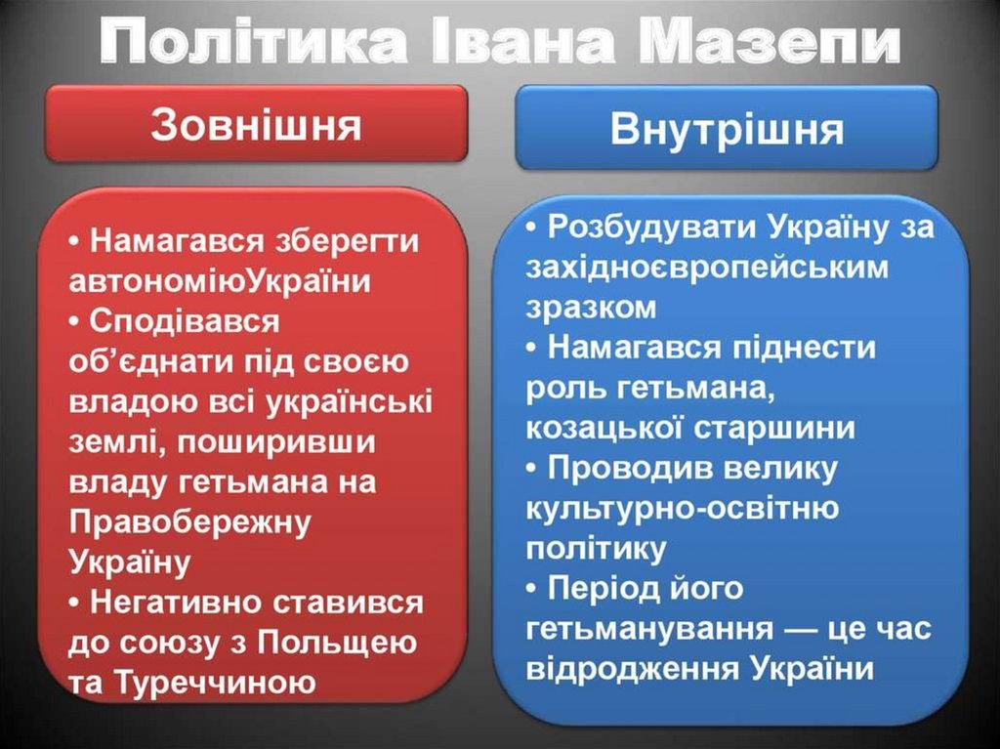 Політика Івана Мазепи
Зовнішня
• Намагався зберегти
автономіюУкраїни
• Сподівався
об’єднати під своєю
владою всі українські
землі, поширивши
владу гетьмана на
Правобережну
Україну
• Негативно ставився
до союзу з Польщею
та Туреччиною
Внутрішня
• Розбудувати Україну за
західноєвропейським
зразком
• Намагався піднести
роль гетьмана,
козацької старшини
• Проводив велику
культурно-освітню
політику
• Період його
гетьманування — це час
відродження України